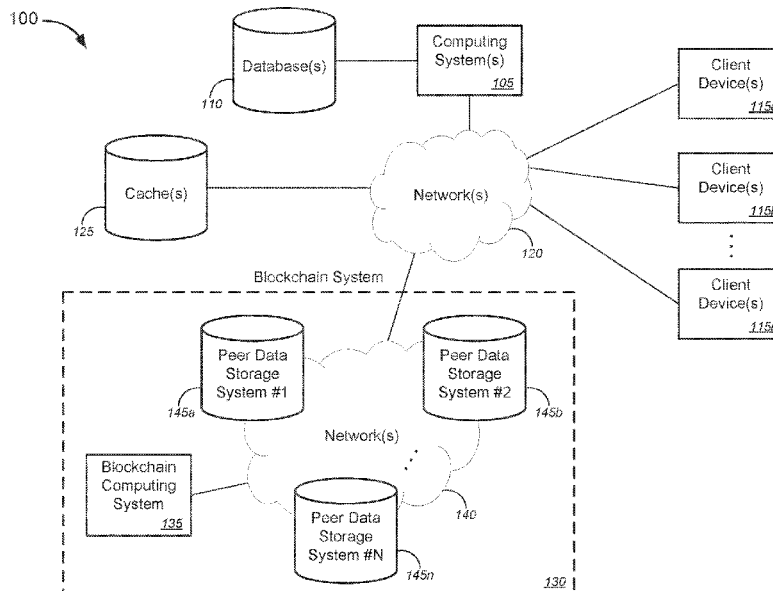 100
Database(s)
110
Computing
System(s)
105
Client
Device(s)
115a
Cache(s)
125
Network(s)
120
Client
Device(s)
Client
Device(s)
Blockchain System
Peer Data
Storage
System #1
145a
Peer Data
Storage
System #2
145b
Network(s)
140
Blockchain
Computing
System
135
Peer Data
Storage
System #N
145n
130